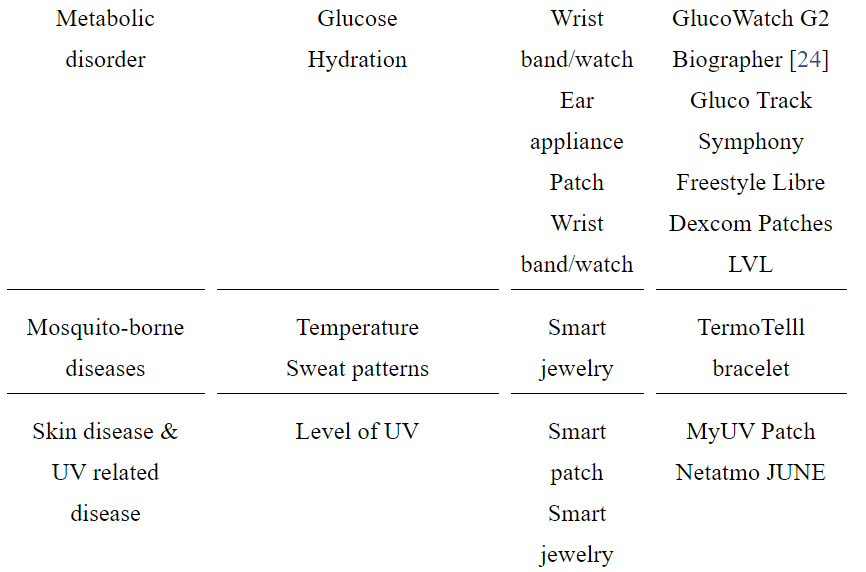 Metabolic Glucose Wrist GlucoWatch G2
disorder Hydration band/watch Biographer [24]
Ear Gluco Track
appliance Symphony
Patch Freestyle Libre
Wrist Dexcom Patches
band/watch LVL
Mosquito-borne Temperature Smart TermoTelll
diseases Sweat patterns jewelry bracelet
Skin disease & Level of UV Smart MyUV Patch
UV related patch Netatmo JUNE
disease Smart
jewelry